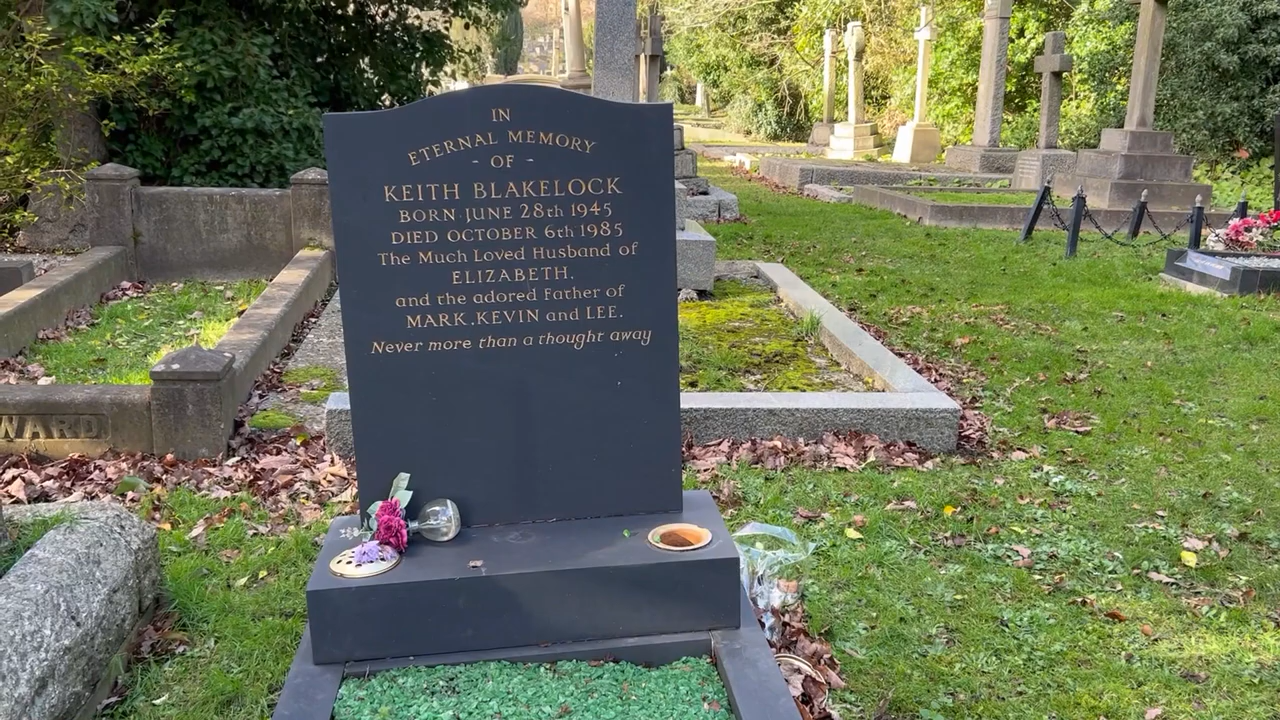 IN
ETERNAL MEMORY
- OF -
KEITH BLAKELOCK
BORN JUNE 28th 1945
DIED OCTOBER 6th 1985
The Much Loved Husband of
ELIZABETH.
and the adored Father of
MARK.KEVIN and LEE.
Never more than a thought away
WARD